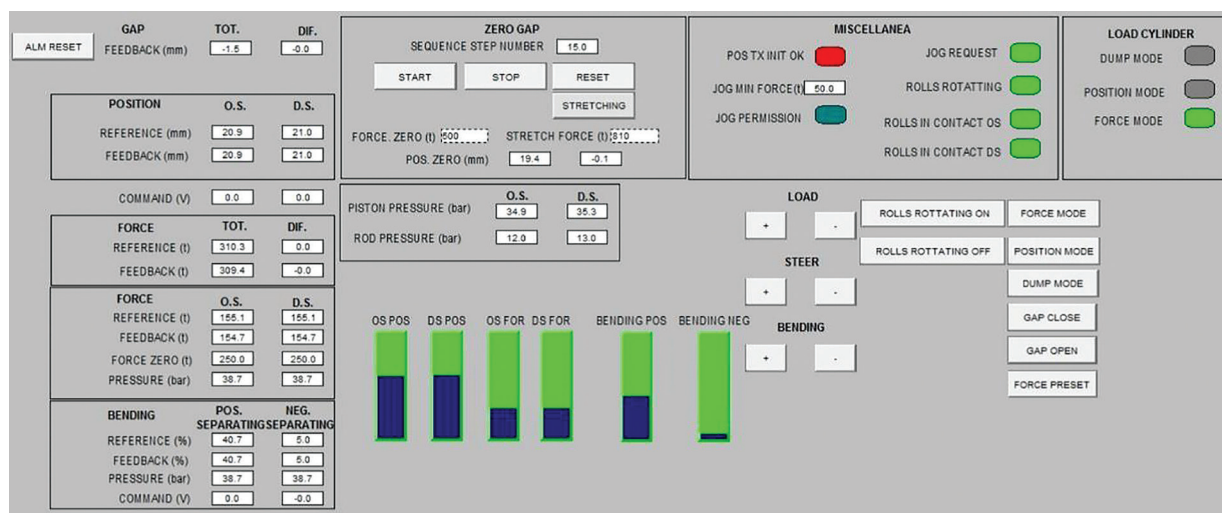 ALM RESET
GAP TOT. DIF.
FEEDBACK (mm) -1.5 -0.0
POSITION O.S. D.S.
REFERENCE (mm) 20.9 21.0
FEEDBACK (mm) 20.9 21.0
COMMAND (V) 0.0 0.0
FORCE TOT. DIF.
REFERENCE (t) 310.3 0.0
FEEDBACK (t) 309.4 -0.0
FORCE O.S. D.S.
REFERENCE (t) 155.1 155.1
FEEDBACK (t) 154.7 154.7
FORCE ZERO (t) 250.0 250.0
PRESSURE (bar) 38.7 38.7
BENDING POS. SEPARATING NEG. SEPARATING
REFERENCE (%) 40.7 5.0
FEEDBACK (%) 40.7 5.0
PRESSURE (bar) 38.7 38.7
COMMAND (V) 0.0 -0.0
ZERO GAP
SEQUENCE STEP NUMBER 15.0
START STOP RESET
STRETCHING
FORCE. ZERO (t) 500 STRETCH FORCE (t) 810
POS. ZERO (mm) 19.4 -0.1
O.S. D.S.
PISTON PRESSURE (bar) 34.9 35.3
ROD PRESSURE (bar) 12.0 13.0
OS POS DS POS OS FOR DS FOR BENDING POS BENDING NEG
MISCELLANEA
POS TX INIT OK JOG REQUEST
JOG MIN FORCE(t) 50.0 ROLLS ROTATTING
JOG PERMISSION ROLLS IN CONTACT OS
ROLLS IN CONTACT DS
LOAD CYLINDER
DUMP MODE
POSITION MODE
FORCE MODE
LOAD
+ -
STEER
+ -
BENDING
+ -
ROLLS ROTTATING ON FORCE MODE
ROLLS ROTTATING OFF POSITION MODE
DUMP MODE
GAP CLOSE
GAP OPEN
FORCE PRESET